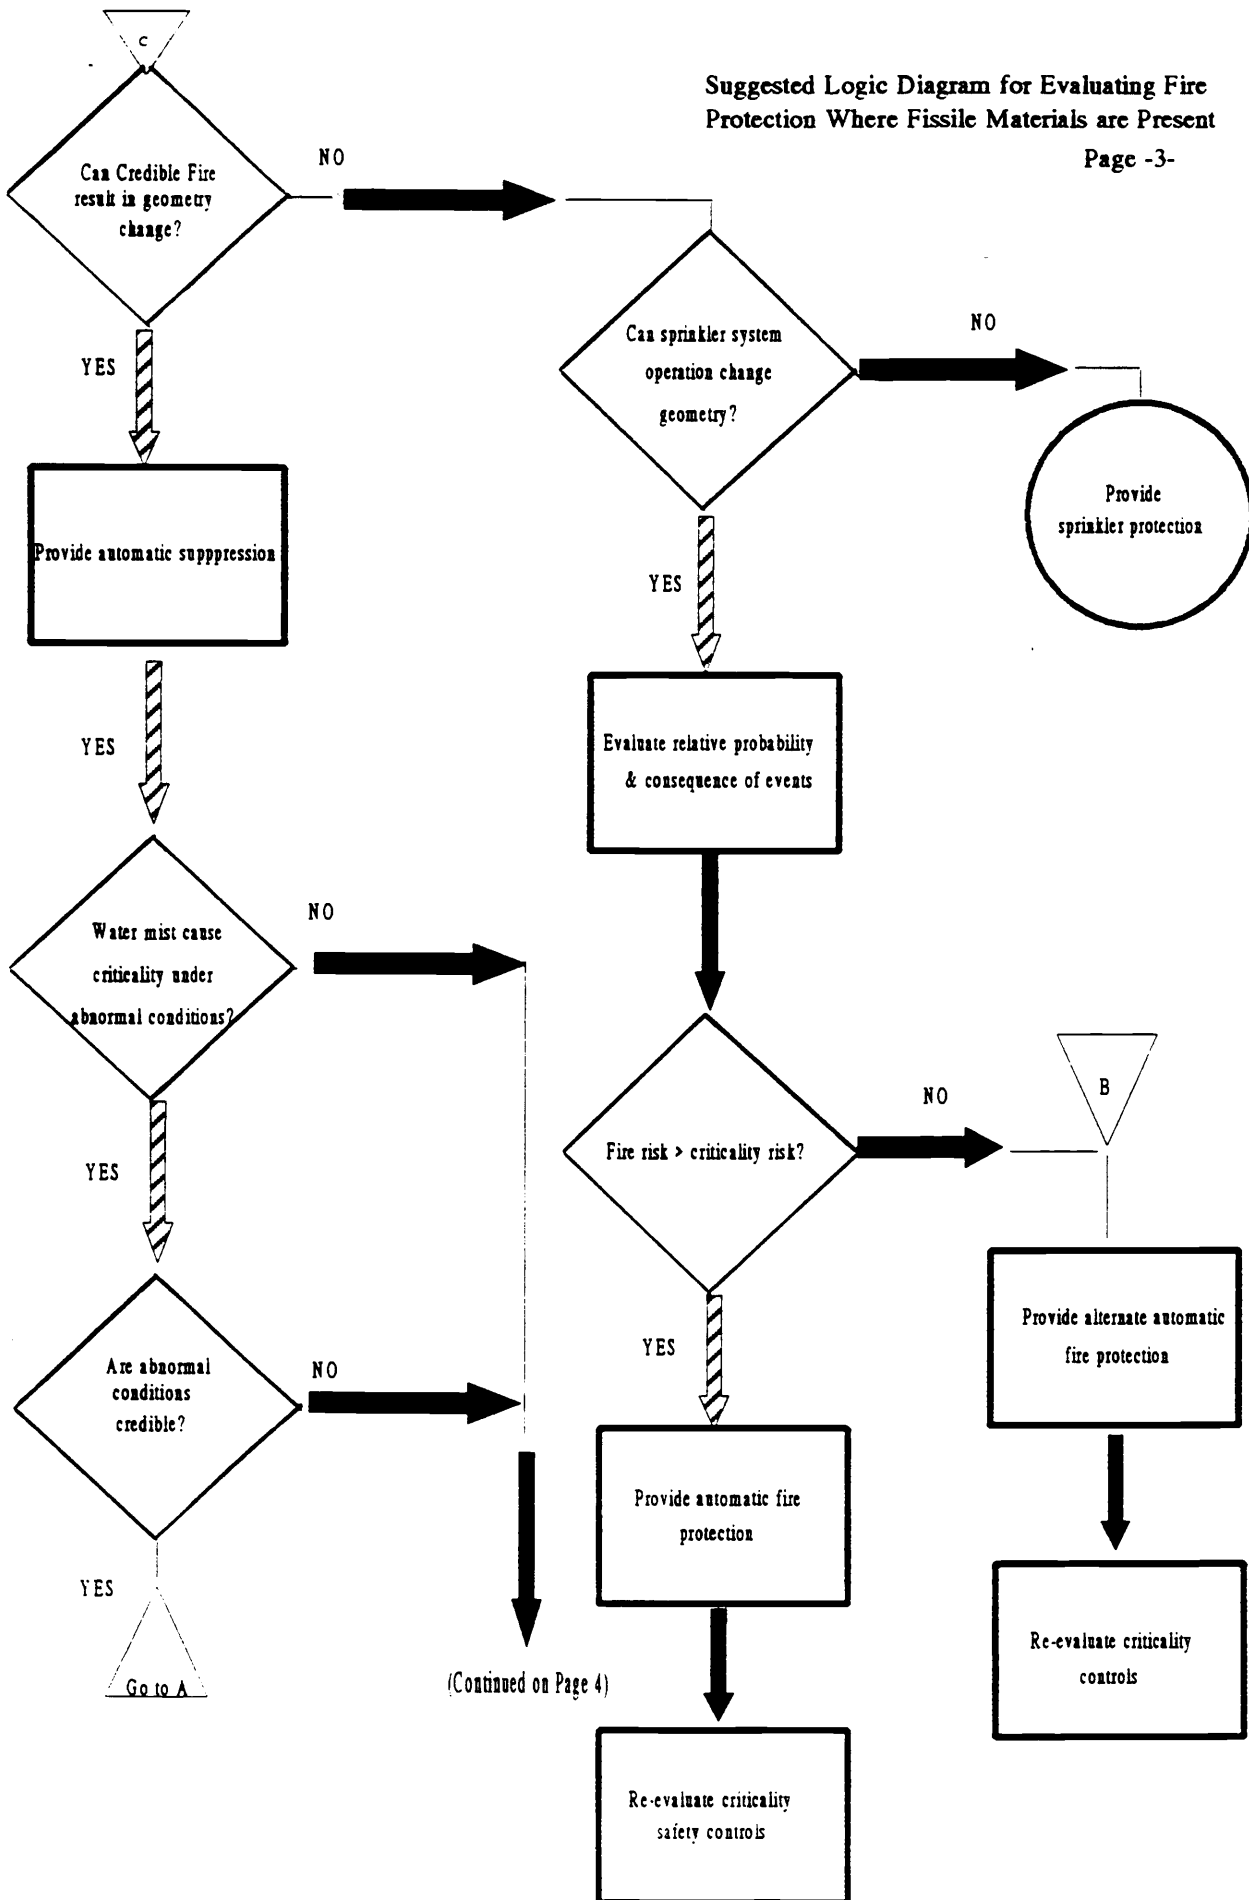 c
Suggested Logic Diagram for Evaluating Fire
Protection Where Fissile Materials are Present
Page -3-
Can Credible Fire
result in geometry
change?
NO
YES
Can sprinkler system
operation change
geometry?
NO
Provide
sprinkler protection
Provide automatic supppression
YES
YES
Evaluate relative probability
& consequence of events
Water mist cause
criticality under
abnormal conditions?
NO
YES
Fire risk > criticality risk?
NO
B
Provide alternate automatic
fire protection
Are abnormal
conditions
credible?
NO
YES
YES
Provide automatic fire
protection
Re-evaluate criticality
controls
Go to A
(Continued on Page 4)
Re-evaluate criticality
safety controls